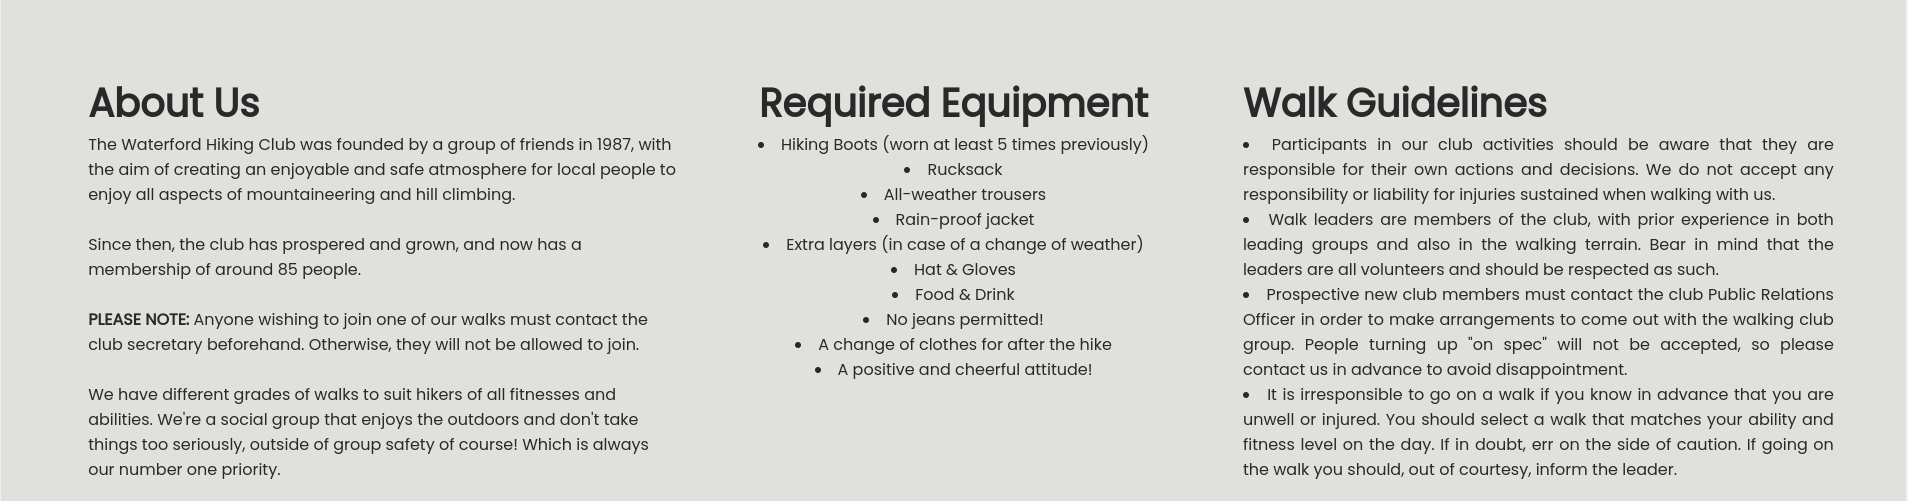 About Us
The Waterford Hiking Club was founded by a group of friends in 1987, with
the aim of creating an enjoyable and safe atmosphere for local people to
enjoy all aspects of mountaineering and hill climbing.
Since then, the club has prospered and grown, and now has a
membership of around 85 people.
PLEASE NOTE: Anyone wishing to join one of our walks must contact the
club secretary beforehand. Otherwise, they will not be allowed to join.
We have different grades of walks to suit hikers of all fitnesses and
abilities. We're a social group that enjoys the outdoors and don't take
things too seriously, outside of group safety of course! Which is always
our number one priority.
Required Equipment
• Hiking Boots (worn at least 5 times previously)
• Rucksack
• All-weather trousers
• Rain-proof jacket
• Extra layers (in case of a change of weather)
• Hat & Gloves
• Food & Drink
• No jeans permitted!
• A change of clothes for after the hike
• A positive and cheerful attitude!
Walk Guidelines
• Participants in our club activities should be aware that they are
responsible for their own actions and decisions. We do not accept any
responsibility or liability for injuries sustained when walking with us.
• Walk leaders are members of the club, with prior experience in both
leading groups and also in the walking terrain. Bear in mind that the
leaders are all volunteers and should be respected as such.
• Prospective new club members must contact the club Public Relations
Officer in order to make arrangements to come out with the walking club
group. People turning up "on spec" will not be accepted, so please
contact us in advance to avoid disappointment.
• It is irresponsible to go on a walk if you know in advance that you are
unwell or injured. You should select a walk that matches your ability and
fitness level on the day. If in doubt, err on the side of caution. If going on
the walk you should, out of courtesy, inform the leader.